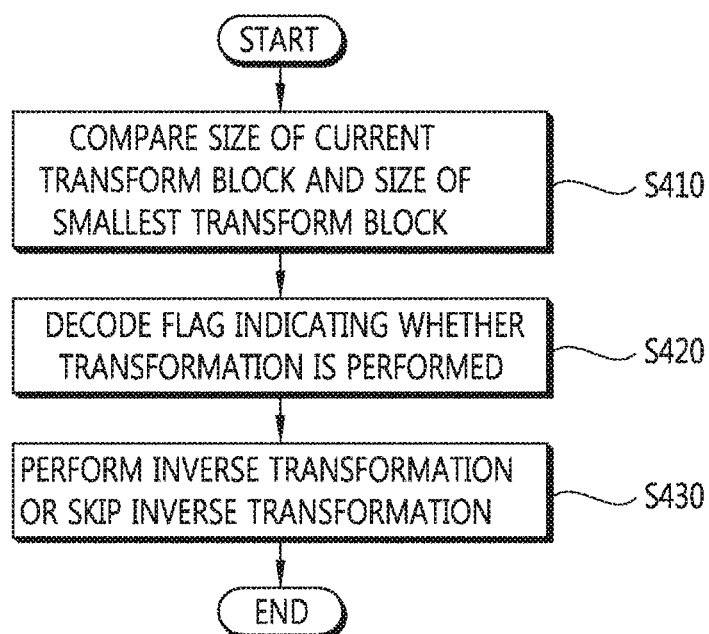 START
COMPARE SIZE OF CURRENT
TRANSFORM BLOCK AND SIZE OF
SMALLEST TRANSFORM BLOCK
S410
DECODE FLAG INDICATING WHETHER
TRANSFORMATION IS PERFORMED
S420
PERFORM INVERSE TRANSFORMATION
OR SKIP INVERSE TRANSFORMATION
S430
END